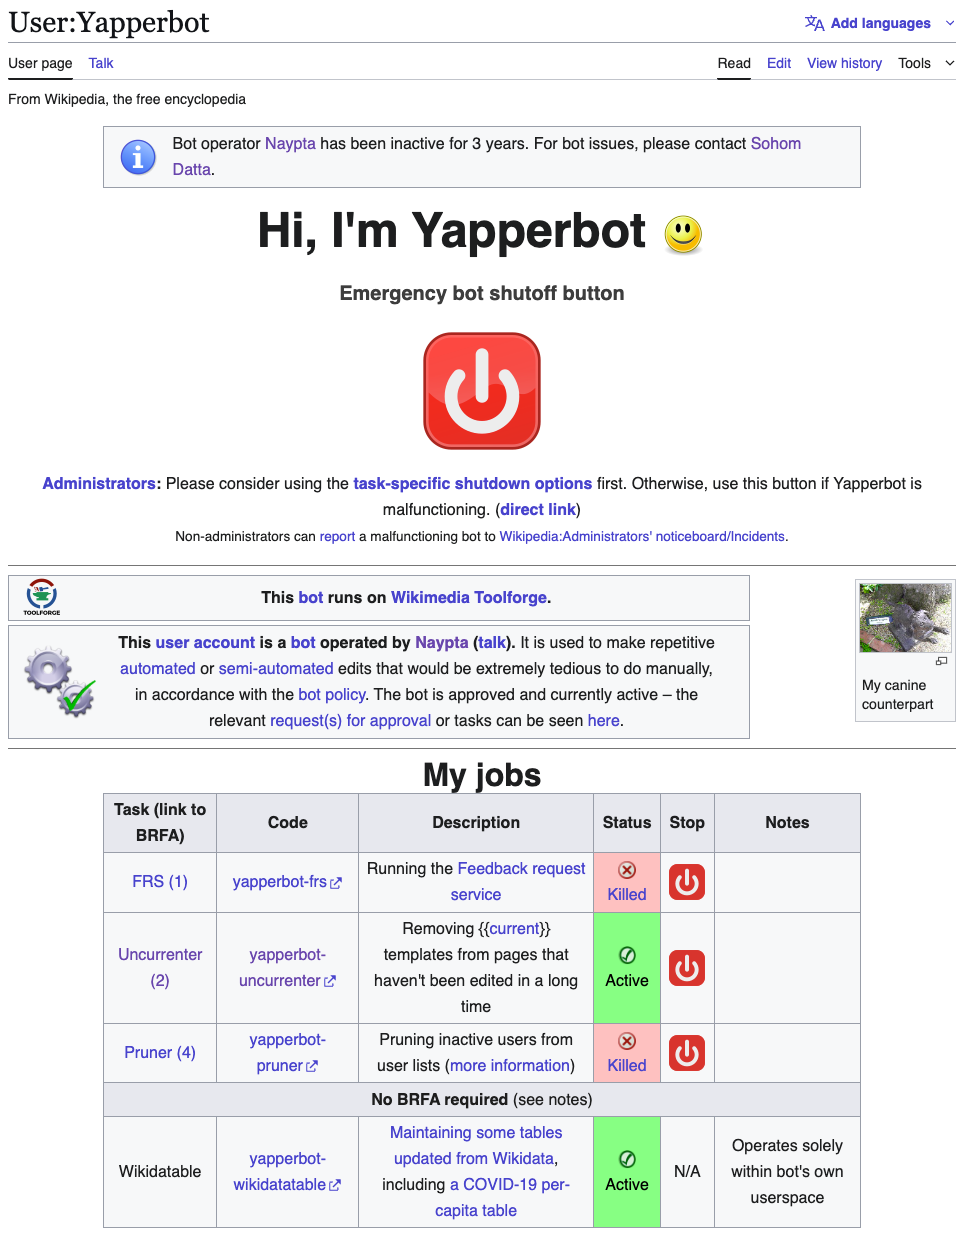 User:Yapperbot
Add languages
User page Talk
Read Edit View history Tools
From Wikipedia, the free encyclopedia
Bot operator Naypta has been inactive for 3 years. For bot issues, please contact Sohom
Datta.
Hi, I'm Yapperbot
Emergency bot shutoff button
Administrators: Please consider using the task-specific shutdown options first. Otherwise, use this button if Yapperbot is
malfunctioning. (direct link)
Non-administrators can report a malfunctioning bot to Wikipedia:Administrators' noticeboard/Incidents.
TOOLFORGE
This bot runs on Wikimedia Toolforge.
This user account is a bot operated by Naypta (talk). It is used to make repetitive
automated or semi-automated edits that would be extremely tedious to do manually,
in accordance with the bot policy. The bot is approved and currently active – the
relevant request(s) for approval or tasks can be seen here.
My canine
counterpart
My jobs
Task (link to
BRFA)
Code
Description
Status
Stop
Notes
FRS (1)
yapperbot-frs
Running the Feedback request
service
Killed
Uncurrenter
(2)
yapperbot-
uncurrenter
Removing {{current}}
templates from pages that
haven't been edited in a long
time
Active
Pruner (4)
yapperbot-
pruner
Pruning inactive users from
user lists (more information)
Killed
No BRFA required (see notes)
Wikidatable
yapperbot-
wikidatatable
Maintaining some tables
updated from Wikidata,
including a COVID-19 per-
capita table
Active
N/A
Operates solely
within bot's own
userspace